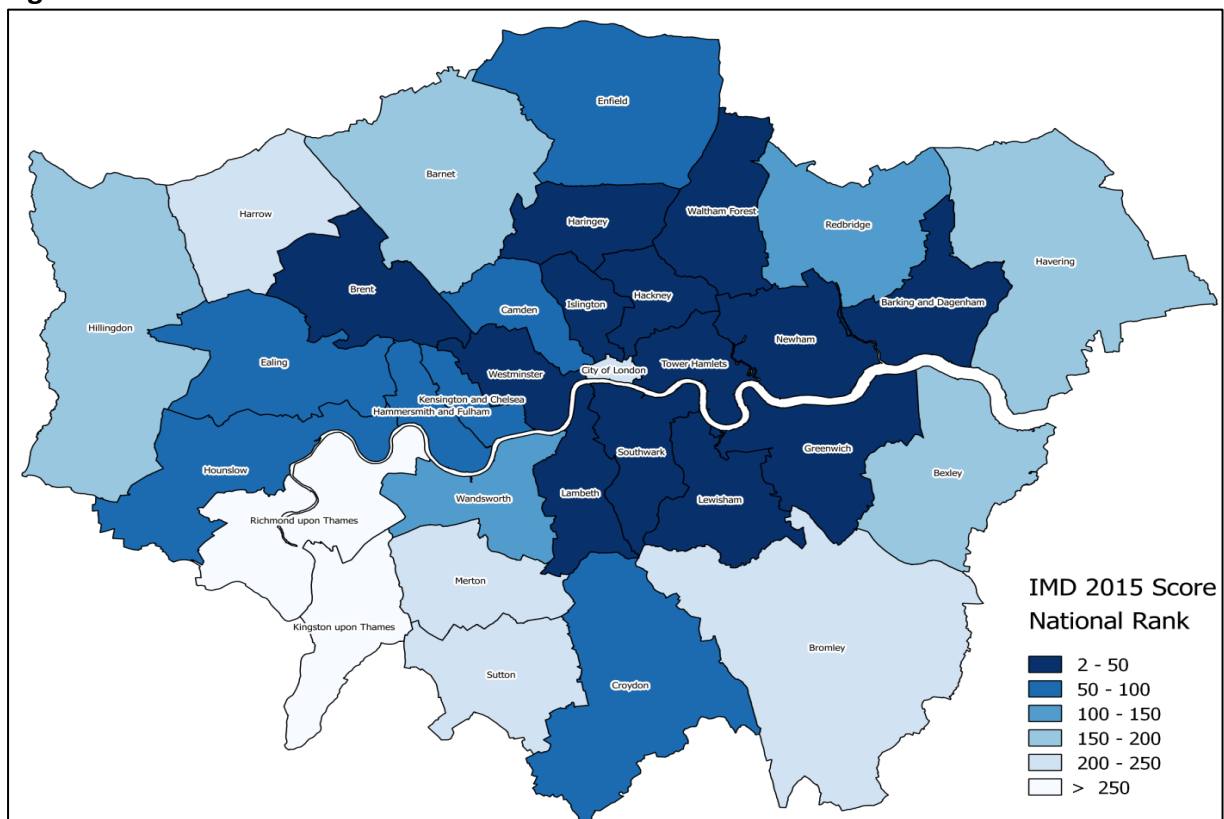 Enfield
Barnet
Harrow
Haringey
Waltham Forest
Redbridge
Havering
Brent
Camden
Islington
Hackney
Barking and Dagenham
Hillingdon
Ealing
Newham
Westminster
City of London
Tower Hamlets
Kensington and Chelsea
Hammersmith and Fulham
Hounslow
Southwark
Greenwich
Bexley
Wandsworth
Lambeth
Lewisham
Richmond upon Thames
Merton
Kingston upon Thames
Sutton
Croydon
Bromley
IMD 2015 Score
National Rank
2 - 50
50 - 100
100 - 150
150 - 200
200 - 250
> 250